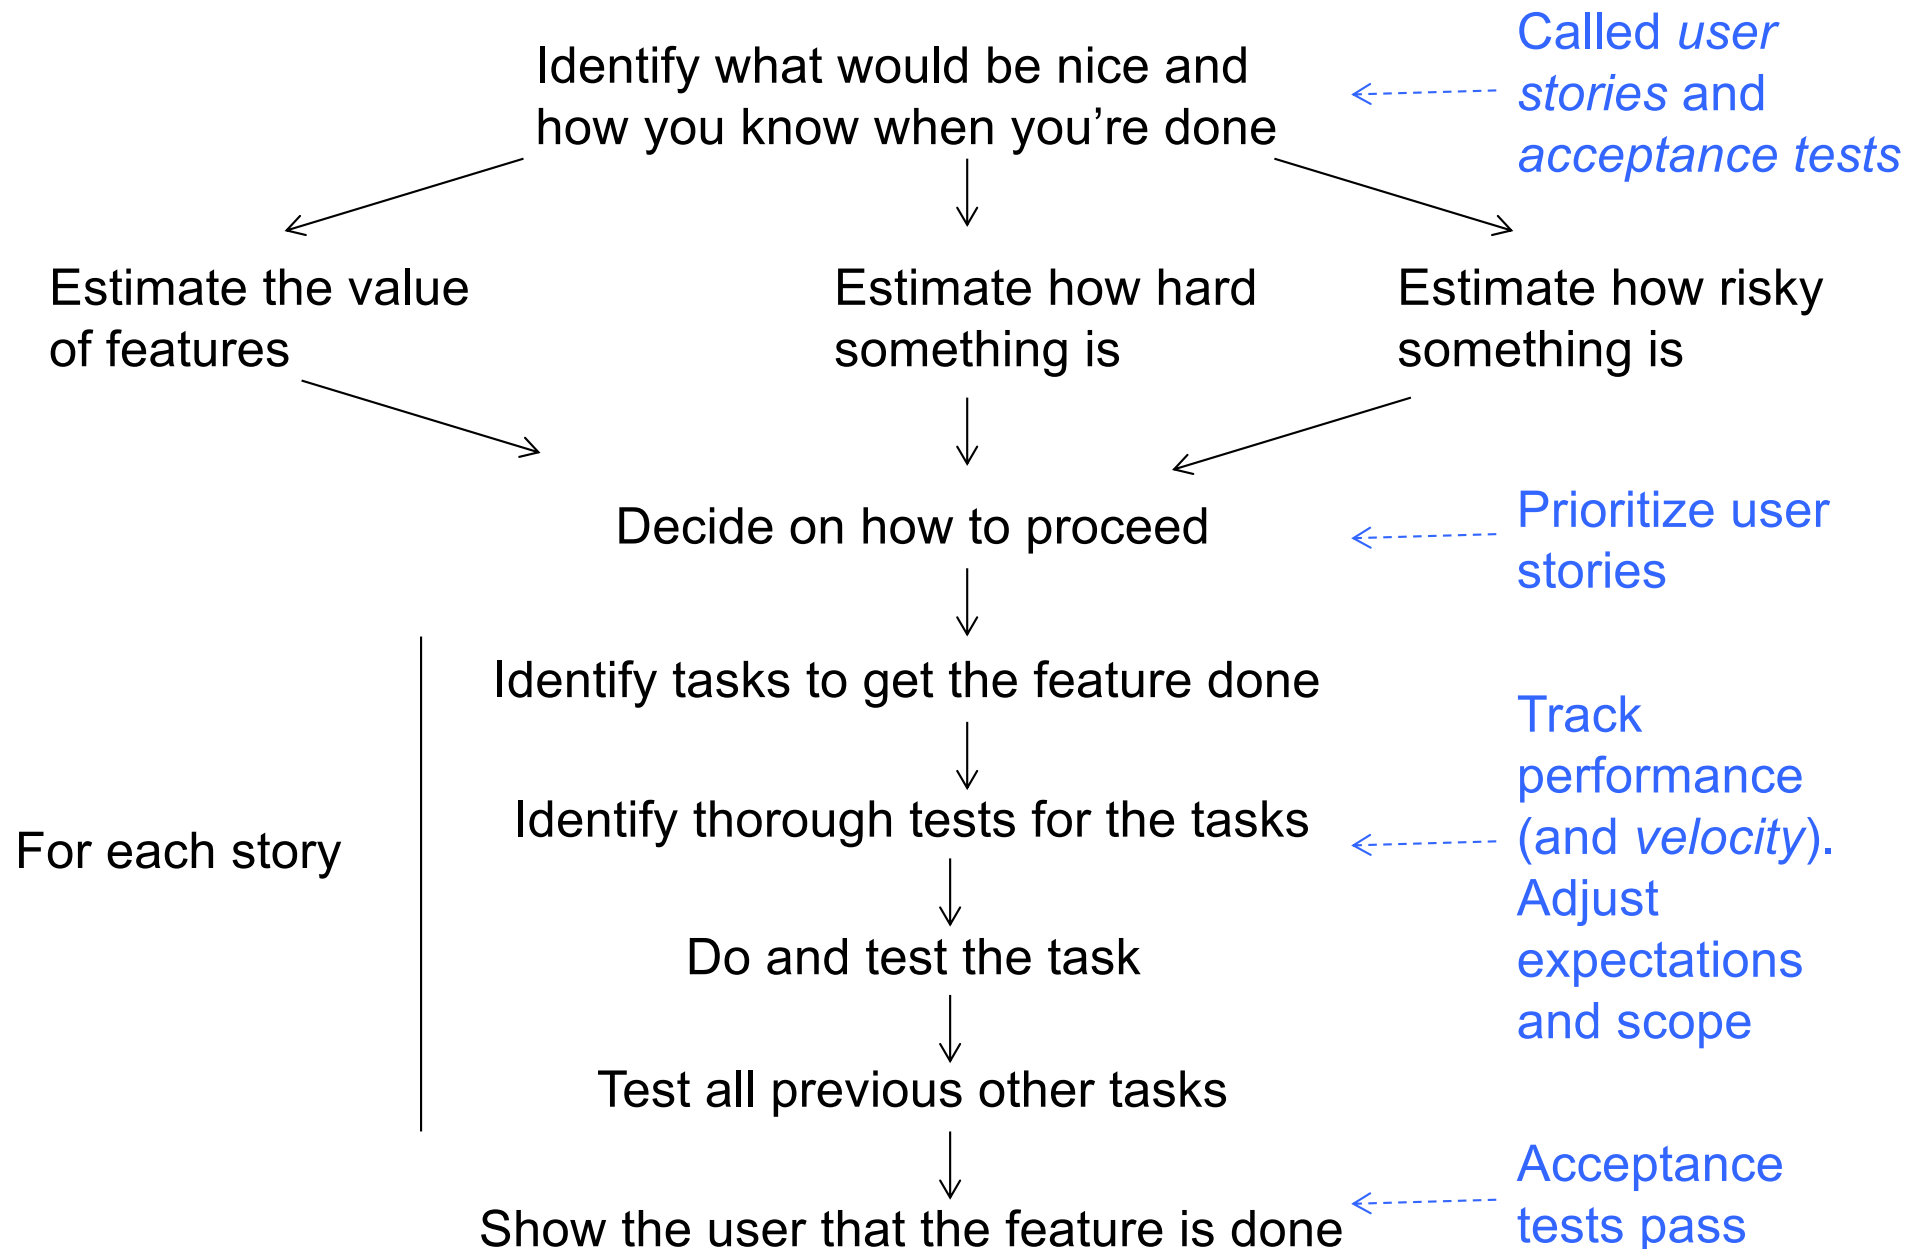 Identify what would be nice and
how you know when you’re done
Called user
stories and
acceptance tests
Estimate the value
of features
Estimate how hard
something is
Estimate how risky
something is
Decide on how to proceed
Prioritize user
stories
For each story
Identify tasks to get the feature done
Identify thorough tests for the tasks
Do and test the task
Test all previous other tasks
Track
performance
(and velocity).
Adjust
expectations
and scope
Show the user that the feature is done
Acceptance
tests pass